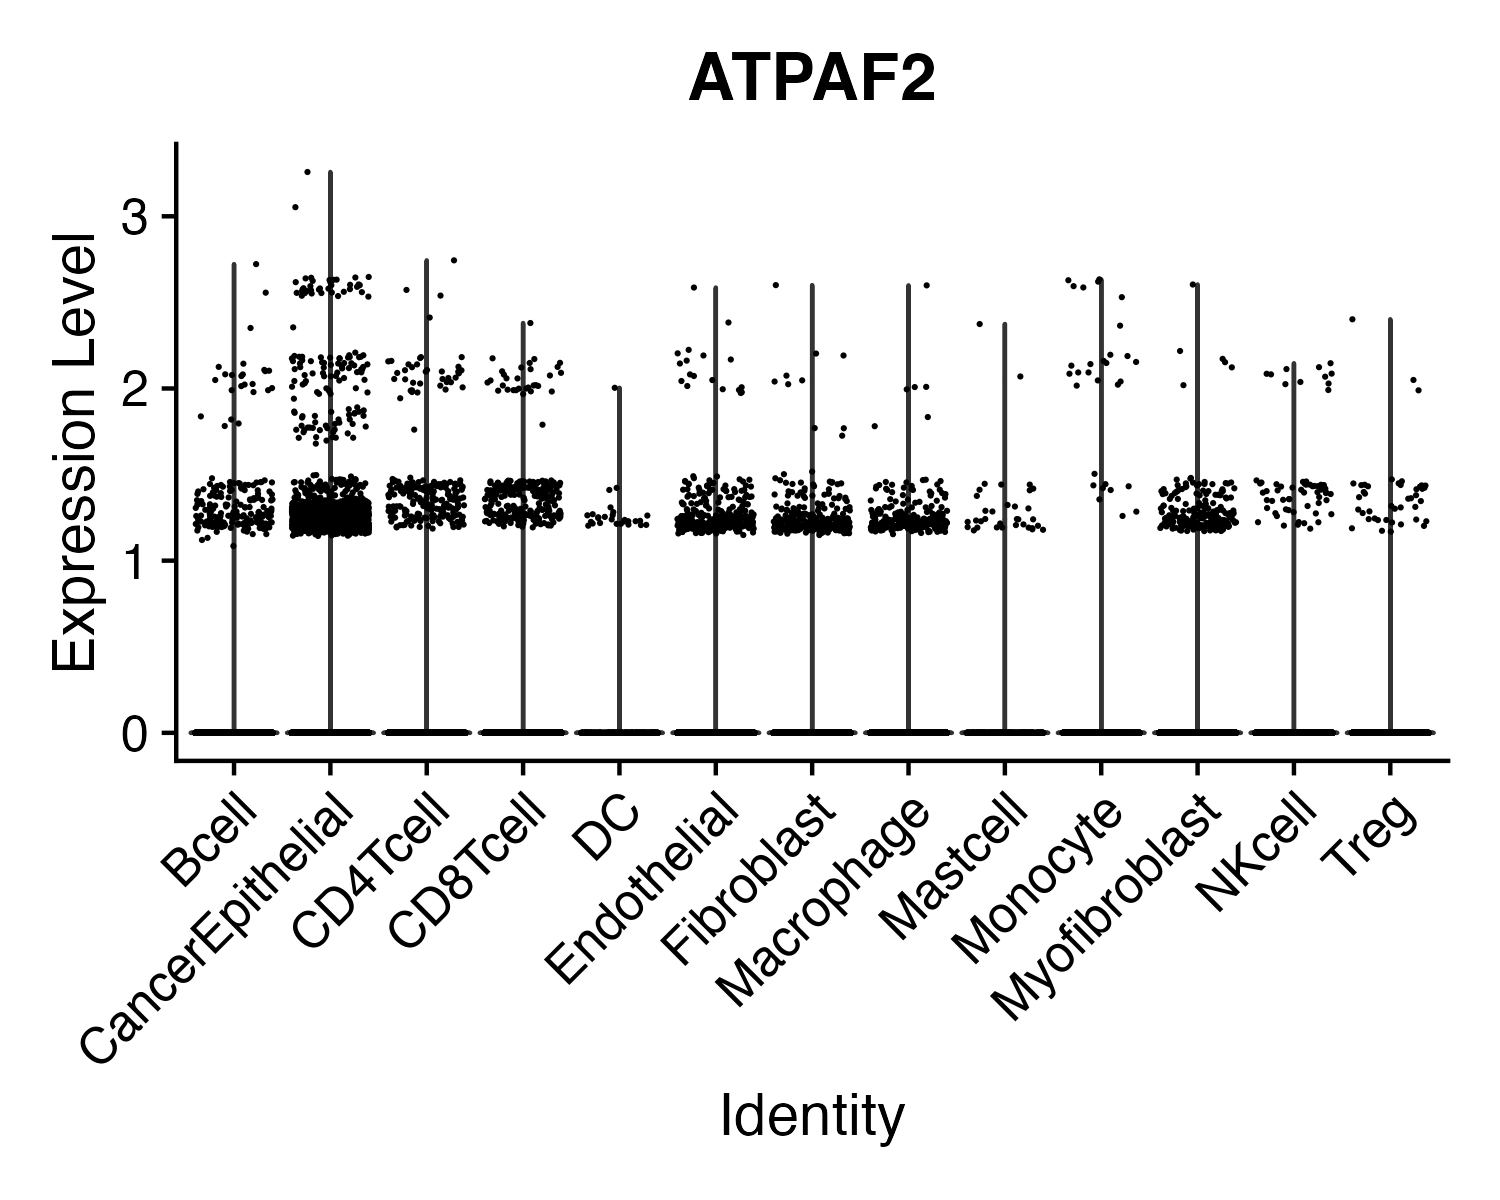 ATPAF2
Expression Level
3
2
1
0
Bcell
CancerEpithelial
CD4Tcell
CD8Tcell
DC
Endothelial
Fibroblast
Macrophage
Mastcell
Monocyte
Myofibroblast
NKcell
Treg
Identity